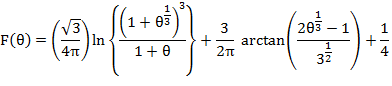 F(θ) = (√3/4π) ln {(1 + θ^(1/3))^3/(1 + θ)} + 3/2π arctan((2θ^(1/3) − 1)/3^(1/2)) + 1/4